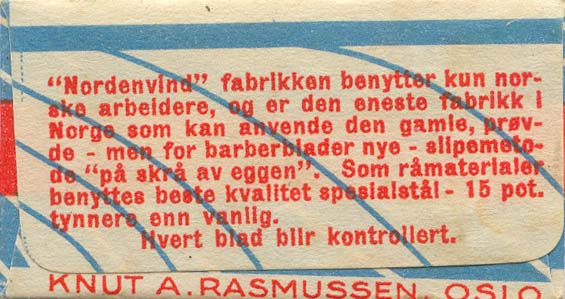 "Nordenvind" fabrikken benytter kun nor-
ske arbeidere, og er den eneste fabrikk i
Norge som kan anvende den gamle, prøv-
de - men for barberblader nye - slipemeto-
de "på skrå av eggen". Som råmaterialer
benyttes beste kvalitet spesialstål - 15 pct.
tynnere enn vanlig.
Hvert blad blir kontrollert.
KNUT A. RASMUSSEN, OSLO